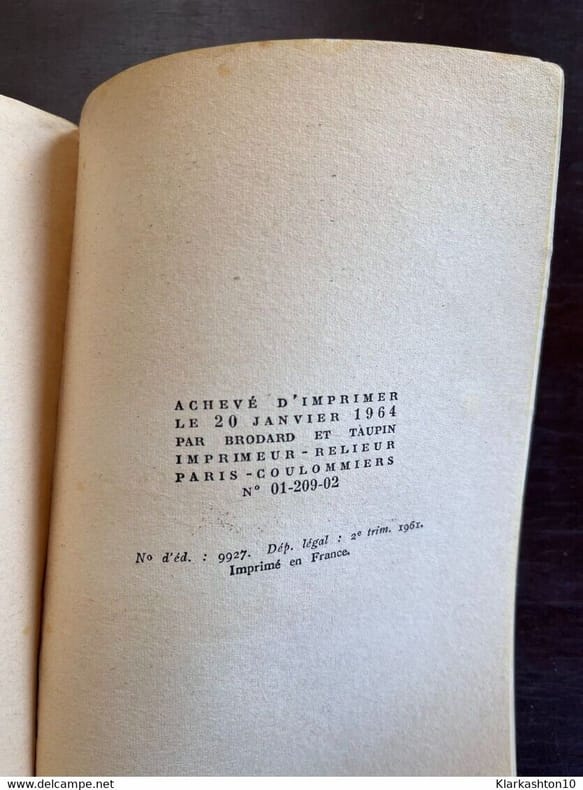 ACHEVÉ D'IMPRIMER
LE 20 JANVIER 1964
PAR BRODARD ET TAUPIN
IMPRIMEUR-RELIEUR
PARIS-COULOMMIERS
N° 01-209-02
No d'éd. : 9927. Dép. légal : 2e trim. 1961.
Imprimé en France.
www.delcampe.net
Klarkashton10